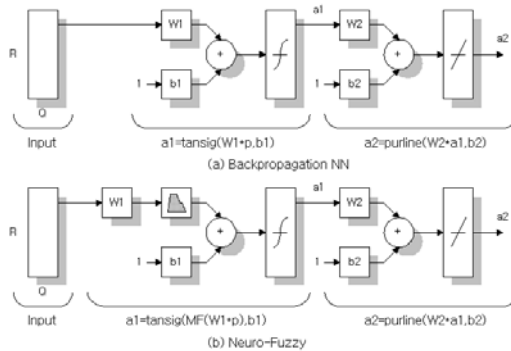 a1
W1
W2
a2
R
+
+
1
b1
1
b2
Q
Input
a1=tansig(W1*p,b1)
a2=purline(W2*a1,b2)
(a) Backpropagation NN
a1
W1
W2
a2
R
+
+
1
b1
1
b2
Q
Input
a1=tansig(MF(W1*p),b1)
a2=purline(W2*a1,b2)
(b) Neuro-Fuzzy